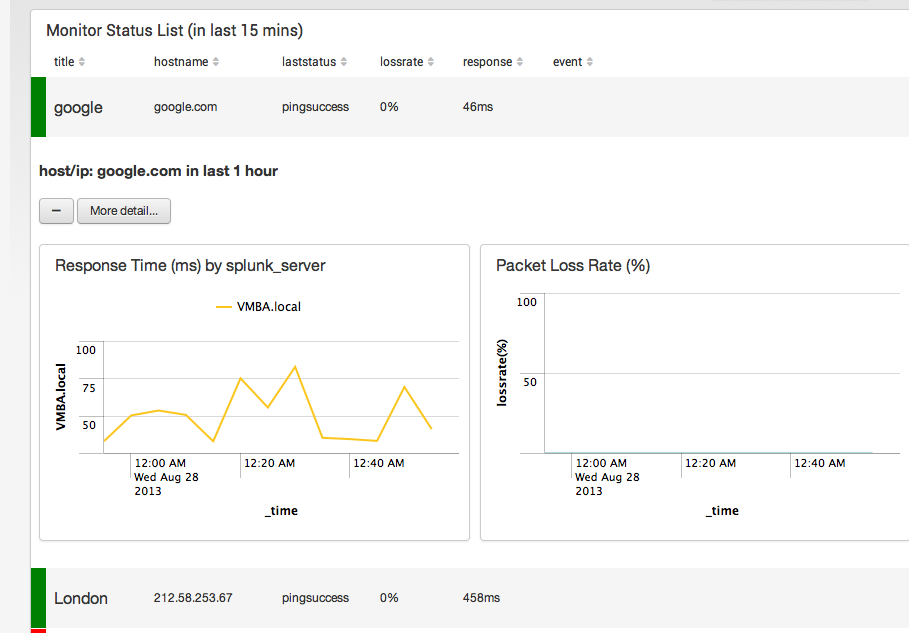 Monitor Status List (in last 15 mins)
title hostname laststatus lossrate response event
google google.com pingsuccess 0% 46ms
host/ip: google.com in last 1 hour
− More detail...
Response Time (ms) by splunk_server
VMBA.local
100
75
50
VMBA.local
12:00 AM 12:20 AM 12:40 AM
Wed Aug 28
2013
_time
Packet Loss Rate (%)
100
50
lossrate(%)
12:00 AM 12:20 AM 12:40 AM
Wed Aug 28
2013
_time
London 212.58.253.67 pingsuccess 0% 458ms